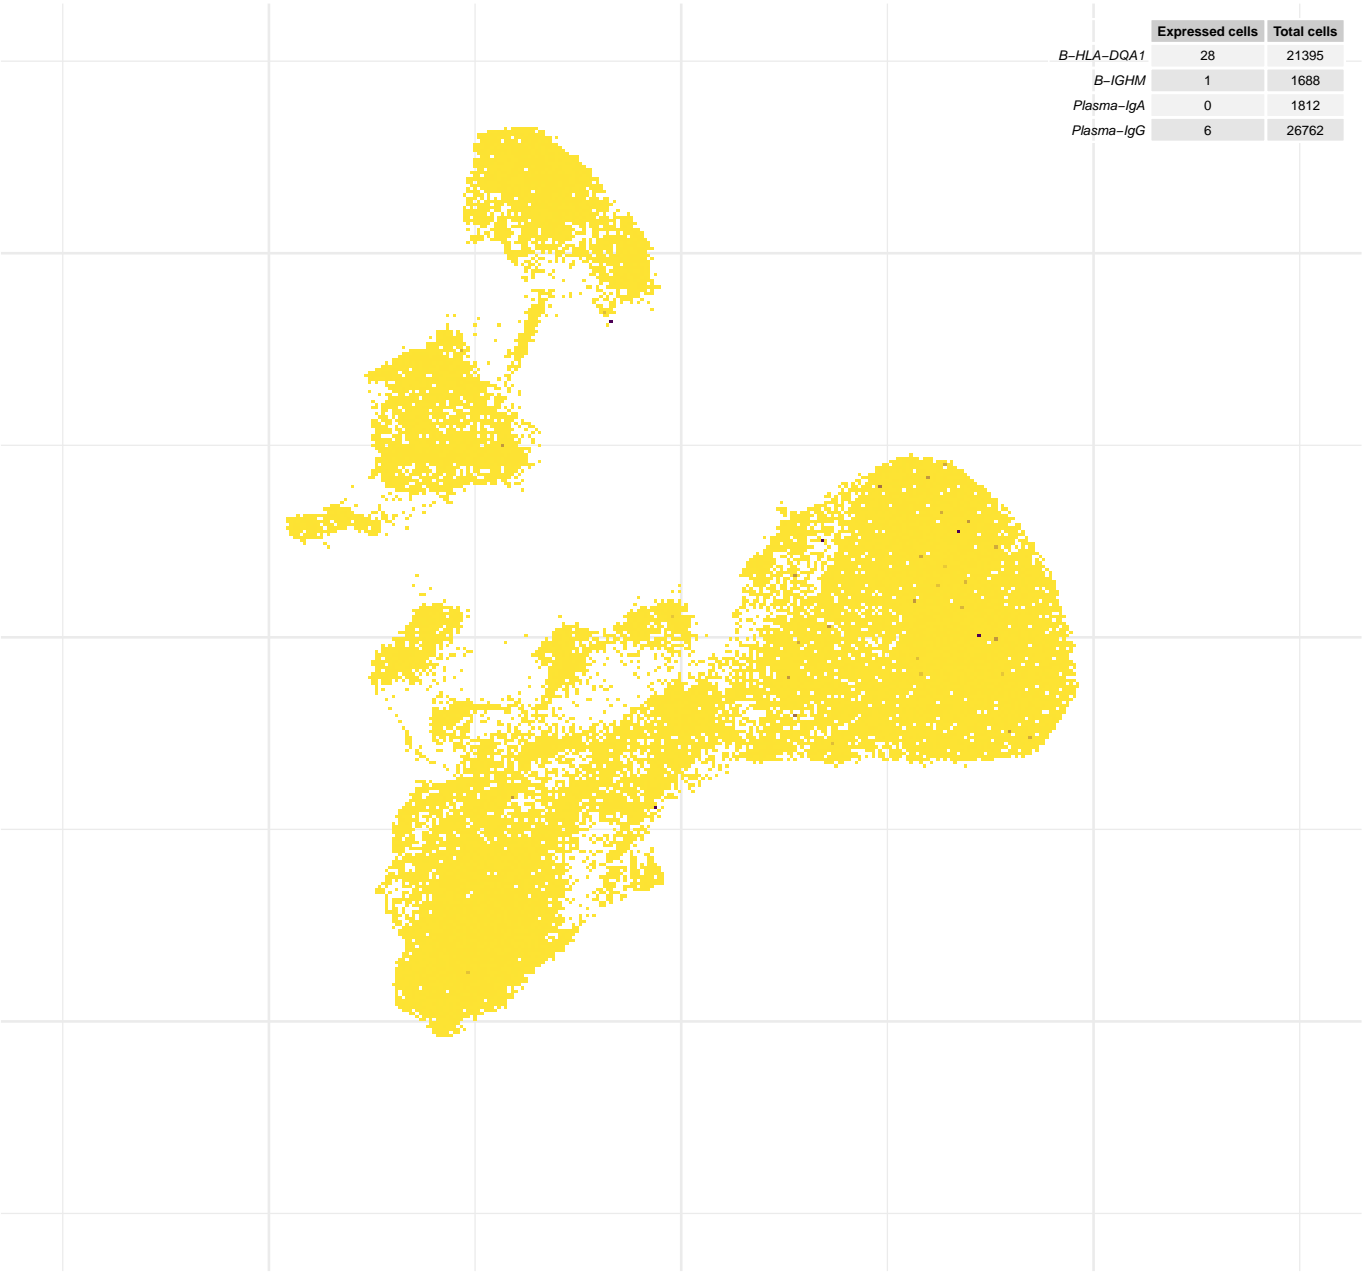 Expressed cells Total cells
B−HLA−DQA1 28 21395
B−IGHM 1 1688
Plasma−IgA 0 1812
Plasma−IgG 6 26762